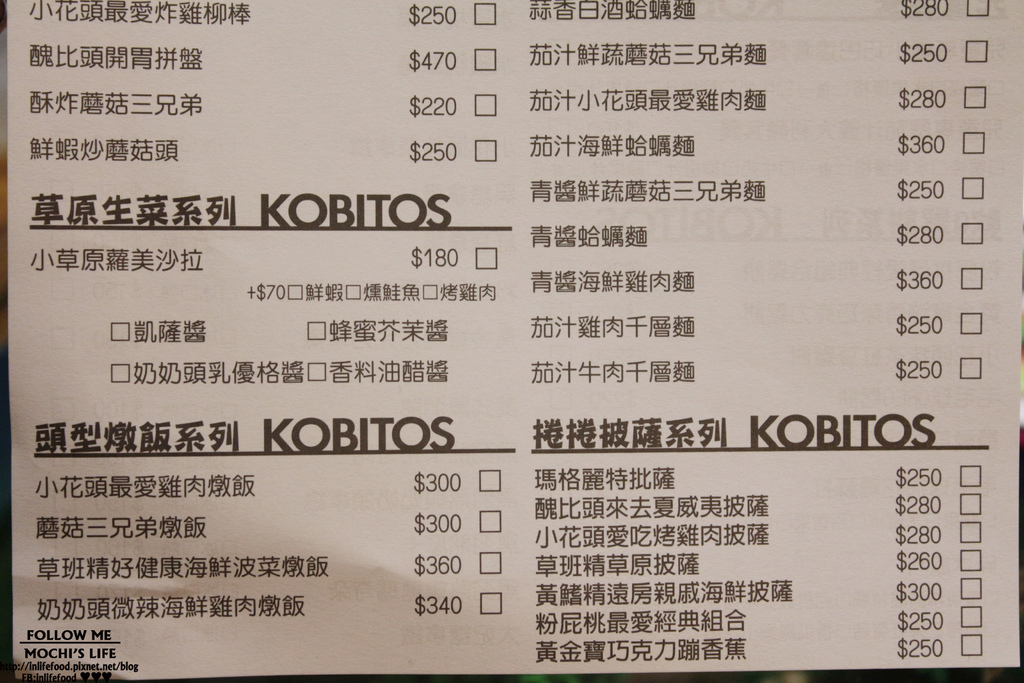 小花頭最愛炸雞柳棒 $250 □
醜比頭開胃拼盤 $470 □
酥炸蘑菇三兄弟 $220 □
鮮蝦炒蘑菇頭 $250 □
草原生菜系列 KOBITOS
小草原蘿美沙拉 $180 □
+$70□鮮蝦□燻鮭魚□烤雞肉
□凱薩醬 □蜂蜜芥茉醬
□奶奶頭乳優格醬□香料油醋醬
頭型燉飯系列 KOBITOS
小花頭最愛雞肉燉飯 $300 □
蘑菇三兄弟燉飯 $300 □
草班精好健康海鮮波菜燉飯 $360 □
奶奶頭微辣海鮮雞肉燉飯 $340 □
蒜香白酒蛤蠣麵 $280 □
茄汁鮮蔬蘑菇三兄弟麵 $250 □
茄汁小花頭最愛雞肉麵 $280 □
茄汁海鮮蛤蠣麵 $360 □
青醬鮮蔬蘑菇三兄弟麵 $250 □
青醬蛤蠣麵 $280 □
青醬海鮮雞肉麵 $360 □
茄汁雞肉千層麵 $250 □
茄汁牛肉千層麵 $250 □
捲捲披薩系列 KOBITOS
瑪格麗特批薩 $250 □
醜比頭來去夏威夷披薩 $280 □
小花頭愛吃烤雞肉披薩 $280 □
草班精草原披薩 $260 □
黃鰭精遠房親戚海鮮披薩 $300 □
粉屁桃最愛經典組合 $250 □
黃金寶巧克力蹦香蕉 $250 □
FOLLOW ME
MOCHI'S LIFE
http://inlifefood.pixnet.net/blog
FB:inlifefood ♥♥♥